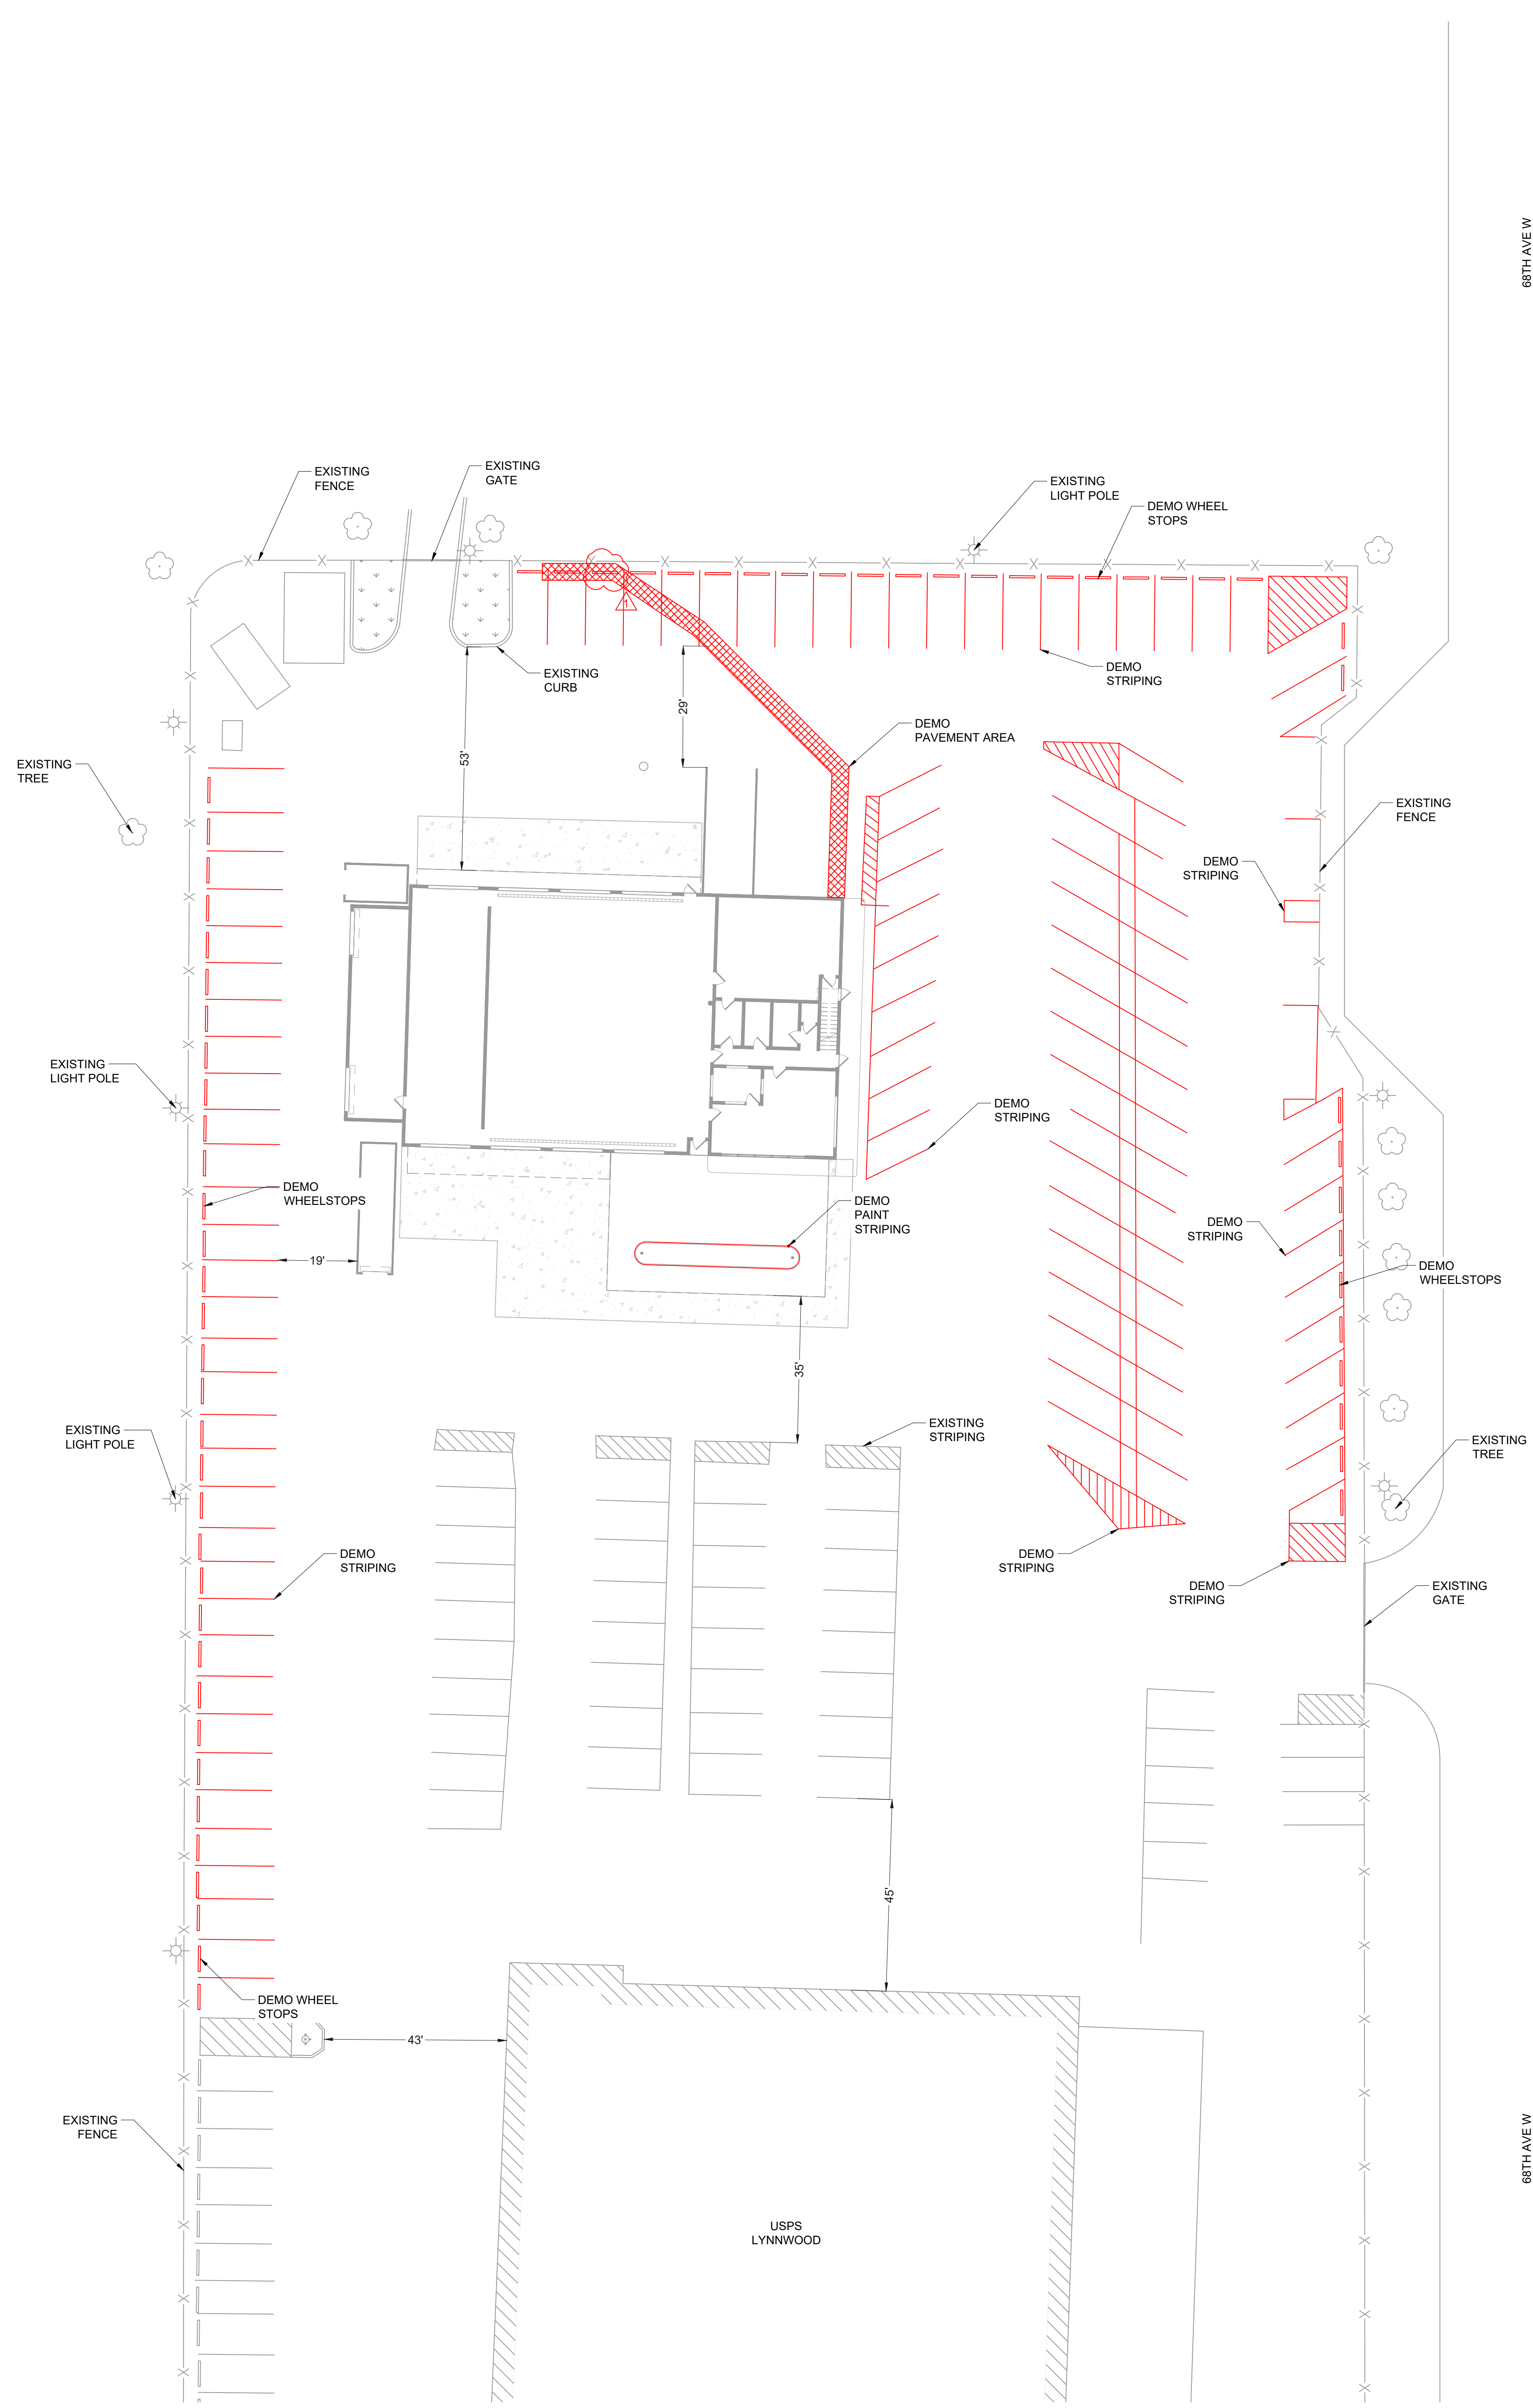 68TH AVE W
EXISTING
FENCE
EXISTING
GATE
EXISTING
LIGHT POLE
DEMO WHEEL
STOPS
1
EXISTING
CURB
DEMO
STRIPING
29'
53'
DEMO
PAVEMENT AREA
EXISTING
TREE
EXISTING
FENCE
DEMO
STRIPING
EXISTING
LIGHT POLE
DEMO
STRIPING
DEMO
WHEELSTOPS
DEMO
PAINT
STRIPING
DEMO
STRIPING
19'
DEMO
WHEELSTOPS
35'
EXISTING
LIGHT POLE
EXISTING
STRIPING
EXISTING
TREE
DEMO
STRIPING
DEMO
STRIPING
DEMO
STRIPING
EXISTING
GATE
45'
DEMO WHEEL
STOPS
43'
EXISTING
FENCE
68TH AVE W
USPS
LYNNWOOD